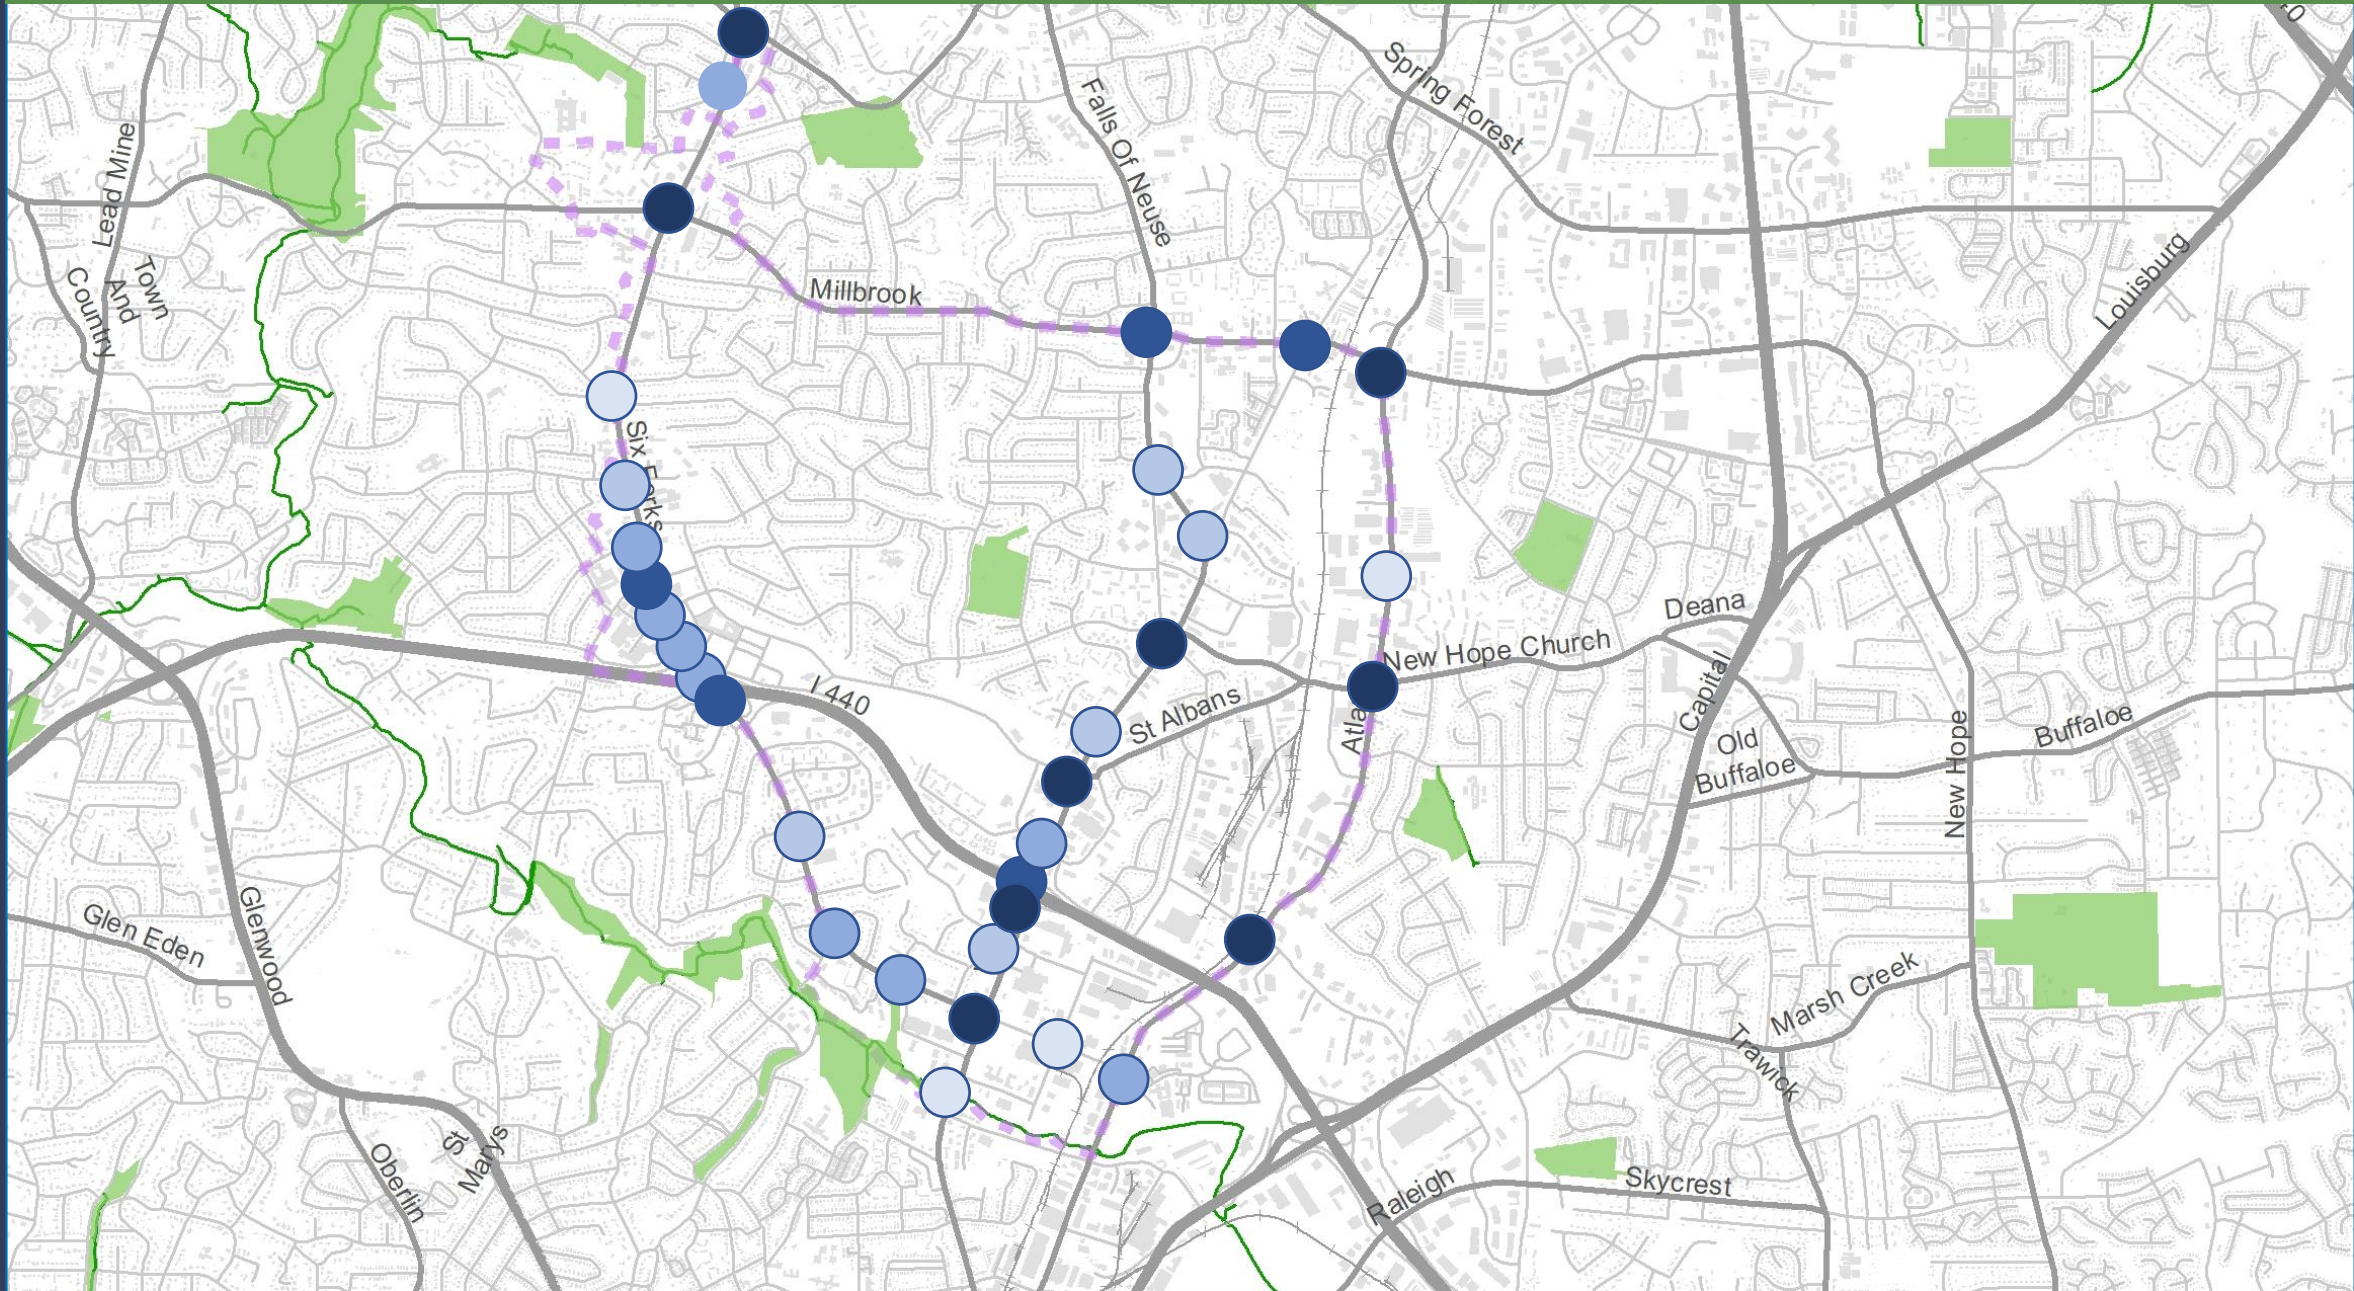 Spring Forest
Falls Of Neuse
Lead Mine
Town
And
Country
Millbrook
Louisburg
Six
New Hope Church
Deana
I 440
St Albans
Capital
Old
Buffaloe
New Hope
Buffaloe
Glen Eden
Glenwood
Marsh Creek
Trawick
St
Marys
Oberlin
Raleigh
Skycrest